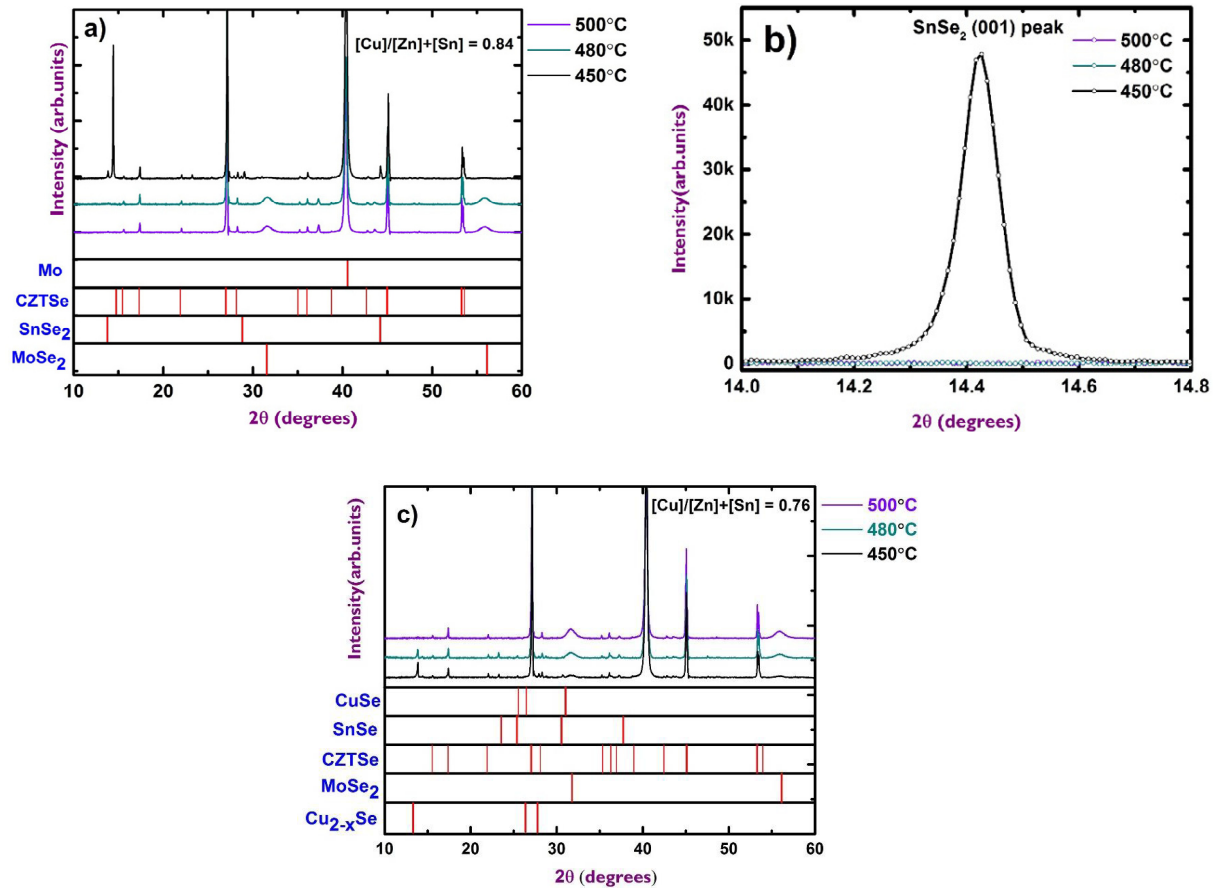 a)
[Cu]/[Zn]+[Sn] = 0.84
500°C
480°C
450°C
Intensity (arb.units)
Mo
CZTSe
SnSe2
MoSe2
10 20 30 40 50 60
2θ (degrees)
b)
SnSe2 (001) peak
500°C
480°C
450°C
Intensity(arb.units)
50k
40k
30k
20k
10k
0
14.0 14.2 14.4 14.6 14.8
2θ (degrees)
c)
[Cu]/[Zn]+[Sn] = 0.76
500°C
480°C
450°C
Intensity(arb.units)
CuSe
SnSe
CZTSe
MoSe2
Cu2-xSe
10 20 30 40 50 60
2θ (degrees)